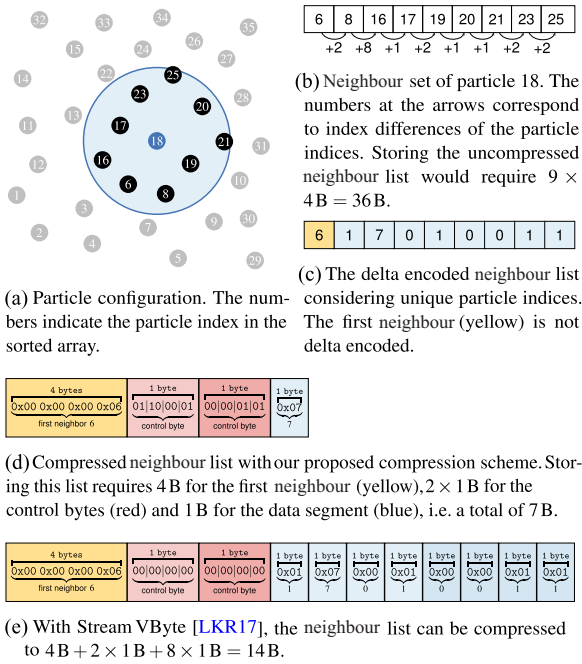 32 33 35
34
15 24 26
27
22 25
14 23 28
20
13
11 17
18 21 31
16 19
12
10
6 8
1
3
9 30
7
2
4
5 29
(a) Particle configuration. The num-
bers indicate the particle index in the
sorted array.
6 8 16 17 19 20 21 23 25
+2 +8 +1 +2 +1 +1 +2 +2
(b) Neighbour set of particle 18. The
numbers at the arrows correspond
to index differences of the particle
indices. Storing the uncompressed
neighbour list would require 9 ×
4 B = 36 B.
6 1 7 0 1 0 0 1 1
(c) The delta encoded neighbour list
considering unique particle indices.
The first neighbour (yellow) is not
delta encoded.
4 bytes 1 byte 1 byte 1 byte
0x00 0x00 0x00 0x06 01|10|00|01 00|00|01|01 0x07
first neighbor 6 control byte control byte 7
(d) Compressed neighbour list with our proposed compression scheme. Stor-
ing this list requires 4 B for the first neighbour (yellow), 2 × 1 B for the
control bytes (red) and 1 B for the data segment (blue), i.e. a total of 7 B.
4 bytes 1 byte 1 byte 1 byte 1 byte 1 byte 1 byte 1 byte 1 byte 1 byte 1 byte
0x00 0x00 0x00 0x06 00|00|00|00 00|00|00|00 0x01 0x07 0x00 0x01 0x00 0x00 0x01 0x01
first neighbor 6 control byte control byte 1 7 0 1 0 0 1 1
(e) With Stream VByte [LKR17], the neighbour list can be compressed
to 4 B + 2 × 1 B + 8 × 1 B = 14 B.